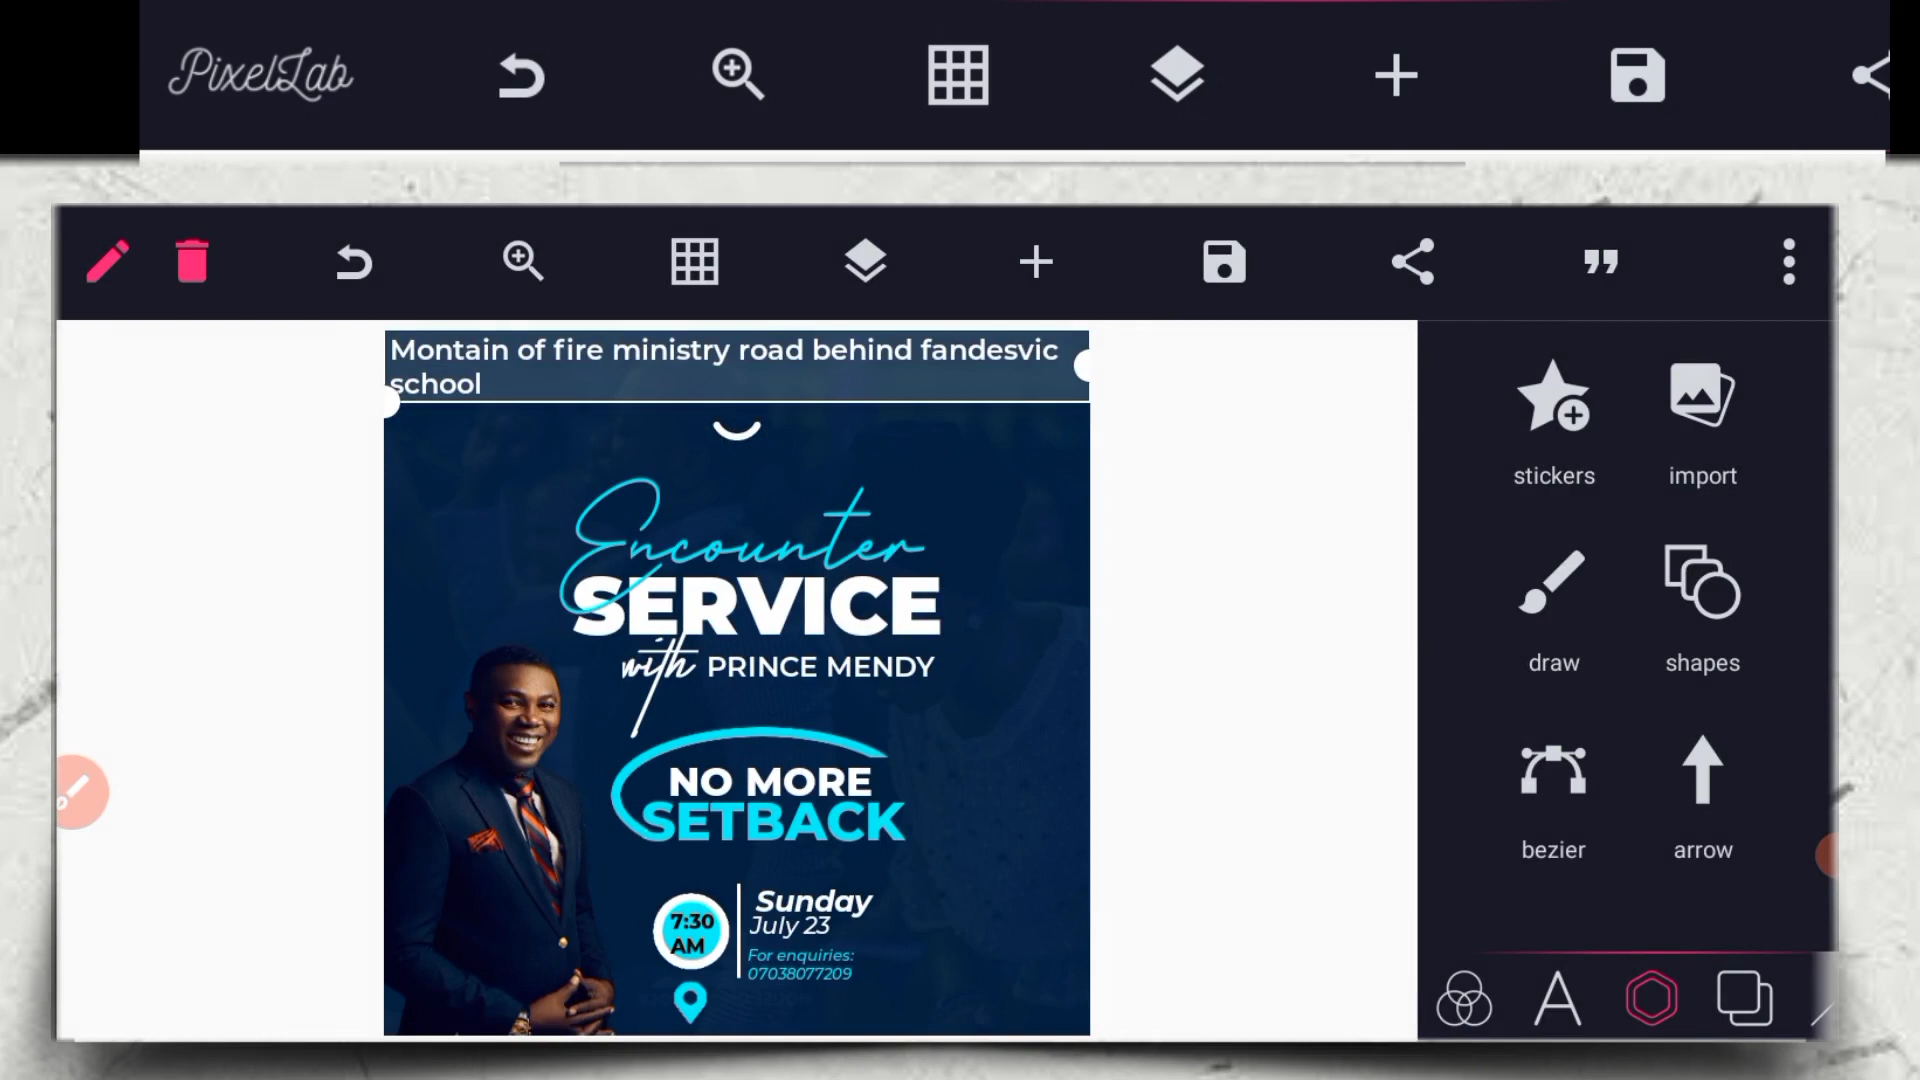 PixelLab
Montain of fire ministry road behind fandesvic
school
Encounter
SERVICE
with PRINCE MENDY
NO MORE
SETBACK
7:30
AM
Sunday
July 23
For enquiries:
07038077209
stickers
import
draw
shapes
bezier
arrow